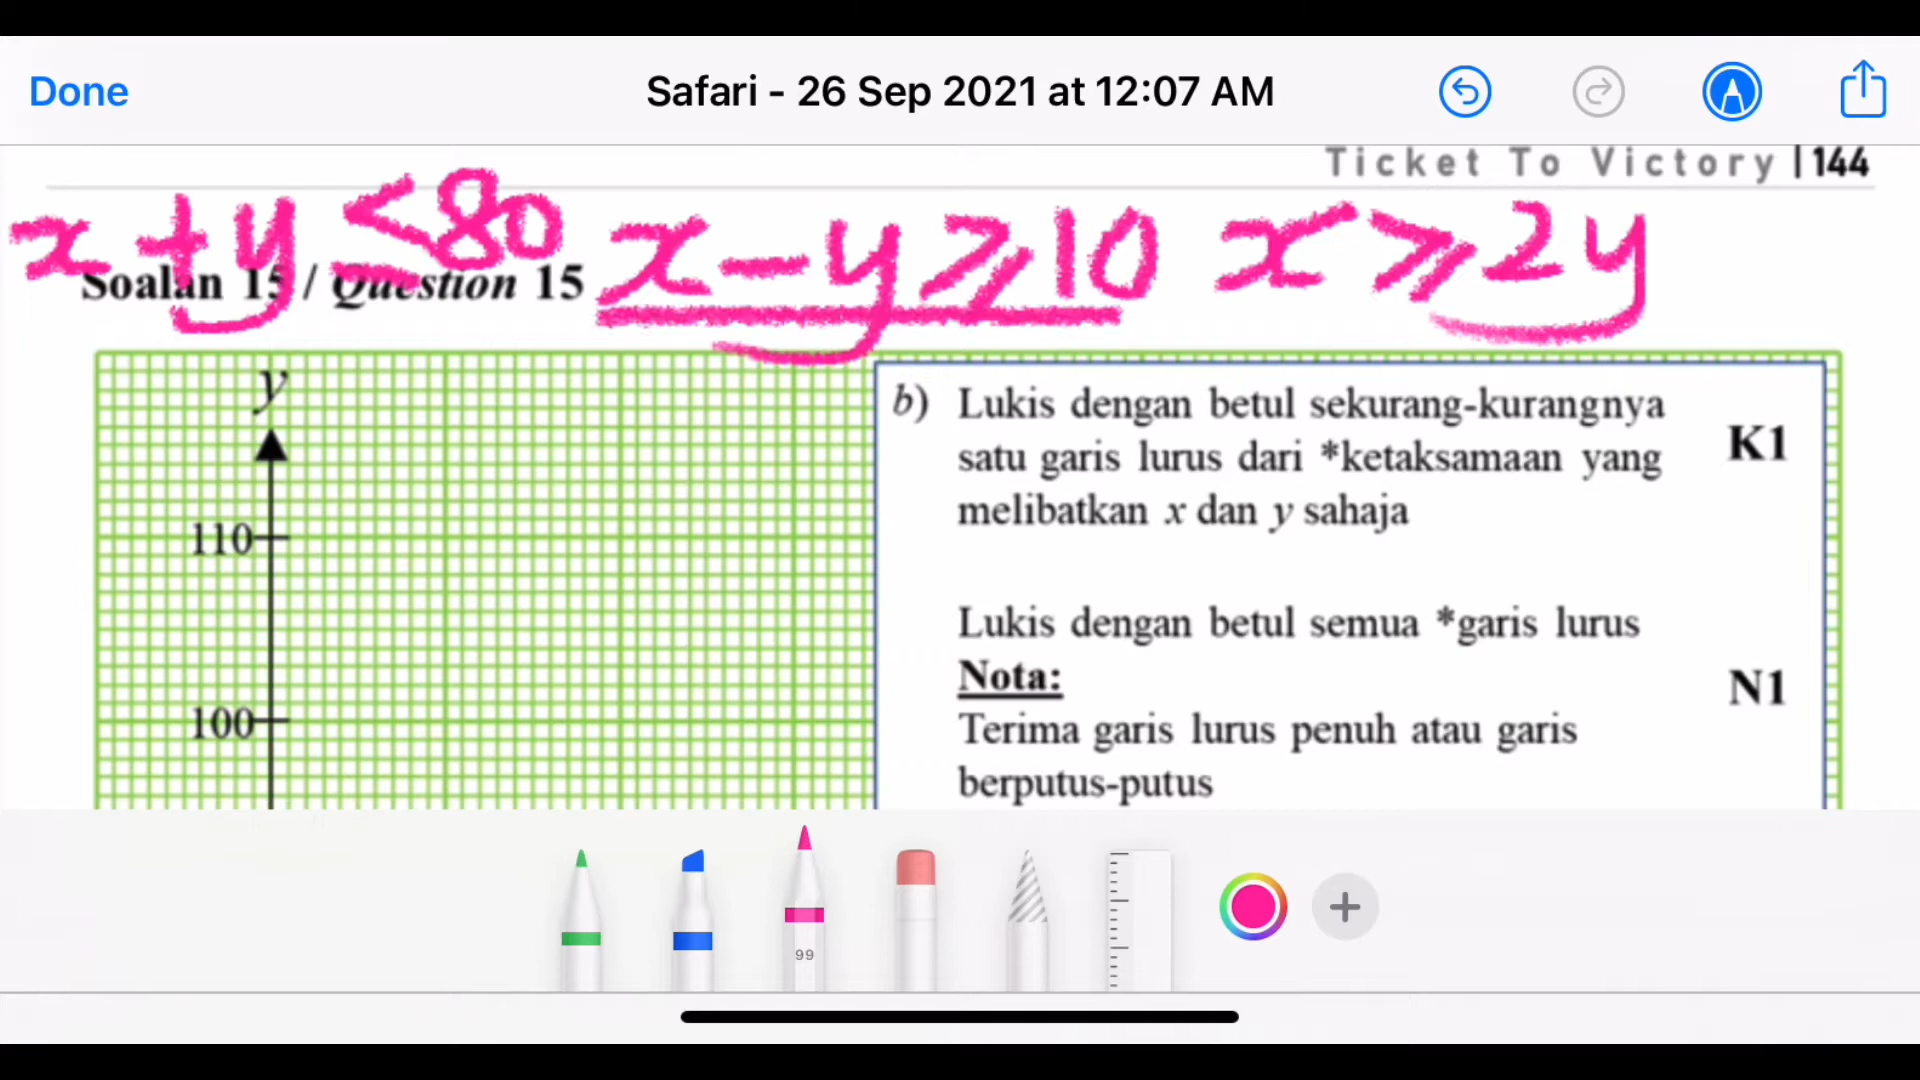 Done
Safari - 26 Sep 2021 at 12:07 AM
Ticket To Victory | 144
x + y ≤ 80 x - y ≥ 10 x ≥ 2y
Soalan 15 / Question 15
y
110
100
b) Lukis dengan betul sekurang-kurangnya
satu garis lurus dari *ketaksamaan yang K1
melibatkan x dan y sahaja
Lukis dengan betul semua *garis lurus
Nota: N1
Terima garis lurus penuh atau garis
berputus-putus
99